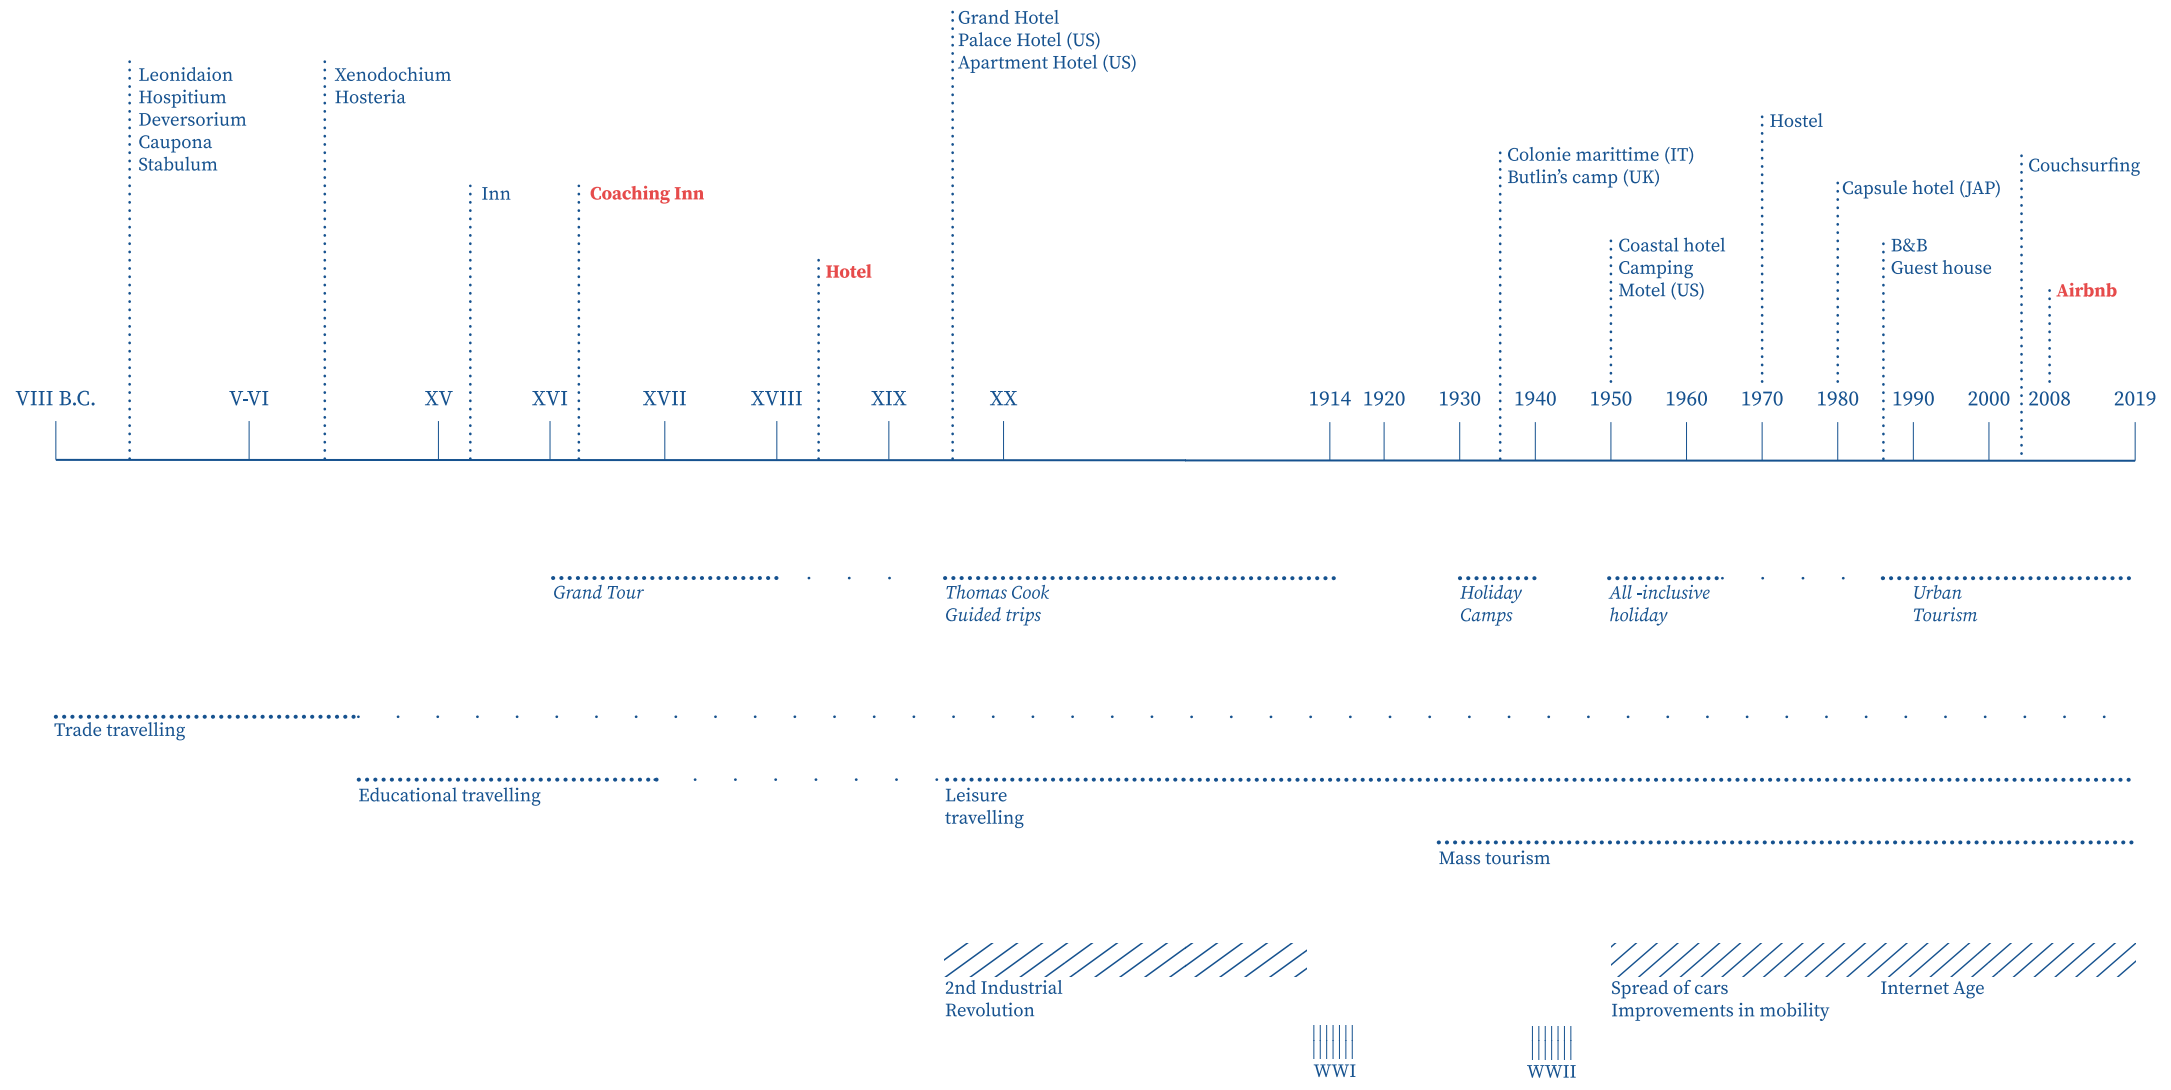 Grand Hotel
Palace Hotel (US)
Apartment Hotel (US)
Leonidaion
Hospitium
Deversorium
Caupona
Stabulum
Xenodochium
Hosteria
Inn
Coaching Inn
Hotel
Colonie marittime (IT)
Butlin's camp (UK)
Coastal hotel
Camping
Motel (US)
Hostel
Capsule hotel (JAP)
B&B
Guest house
Couchsurfing
Airbnb
VIII B.C.
V-VI
XV
XVI
XVII
XVIII
XIX
XX
1914
1920
1930
1940
1950
1960
1970
1980
1990
2000
2008
2019
Grand Tour
Thomas Cook
Guided trips
Holiday
Camps
All -inclusive
holiday
Urban
Tourism
Trade travelling
Educational travelling
Leisure
travelling
Mass tourism
2nd Industrial
Revolution
Spread of cars
Improvements in mobility
Internet Age
WWI
WWII